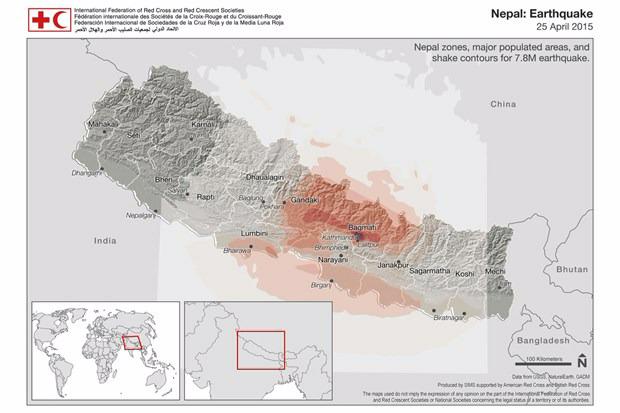 International Federation of Red Cross and Red Crescent Societies
Fédération internationale des Sociétés de la Croix-Rouge et du Croissant-Rouge
Federación Internacional de Sociedades de la Cruz Roja y de la Media Luna Roja
الاتحاد الدولي لجمعيات الصليب الأحمر والهلال الأحمر
Nepal: Earthquake
25 April 2015
Nepal zones, major populated areas, and
shake contours for 7.8M earthquake.
China
Mahakali
Seti
Karnali
Dhangarhi
Bheri
Dhaualagiri
Rapti
Baglung
Pokhara
Gandaki
Nepalganj
Lumbini
Bagmati
Kathmandu
Lalitpur
India
Bhairawa
Bhimphedi
Narayani
Janakpur
Sagarmatha
Koshi
Mechi
Bhutan
Birganj
Ilam
Biratnagar
Bangladesh
100 Kilometers
N
Data from USGS, NaturalEarth, GADM
Produced by SIMS supported by American Red Cross and British Red Cross
The maps used do not imply the expression of any opinion on the part of the International Federation of Red Cross
and Red Crescent Societies or National Societies concerning the legal status of a territory or of its authorities.